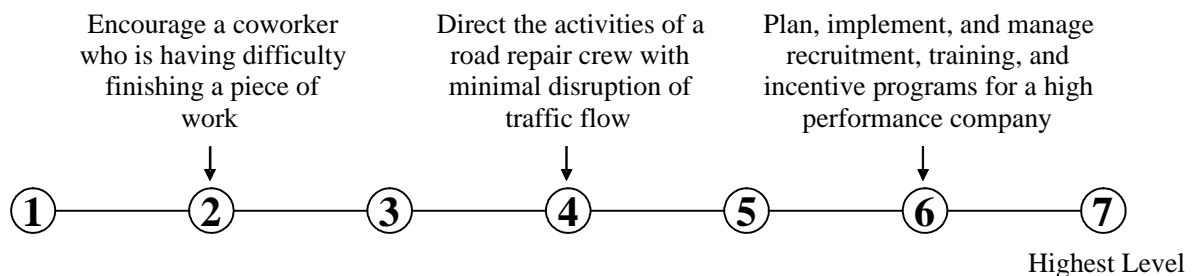 Encourage a coworker
who is having difficulty
finishing a piece of
work
Direct the activities of a
road repair crew with
minimal disruption of
traffic flow
Plan, implement, and manage
recruitment, training, and
incentive programs for a high
performance company
1 2 3 4 5 6 7
Highest Level